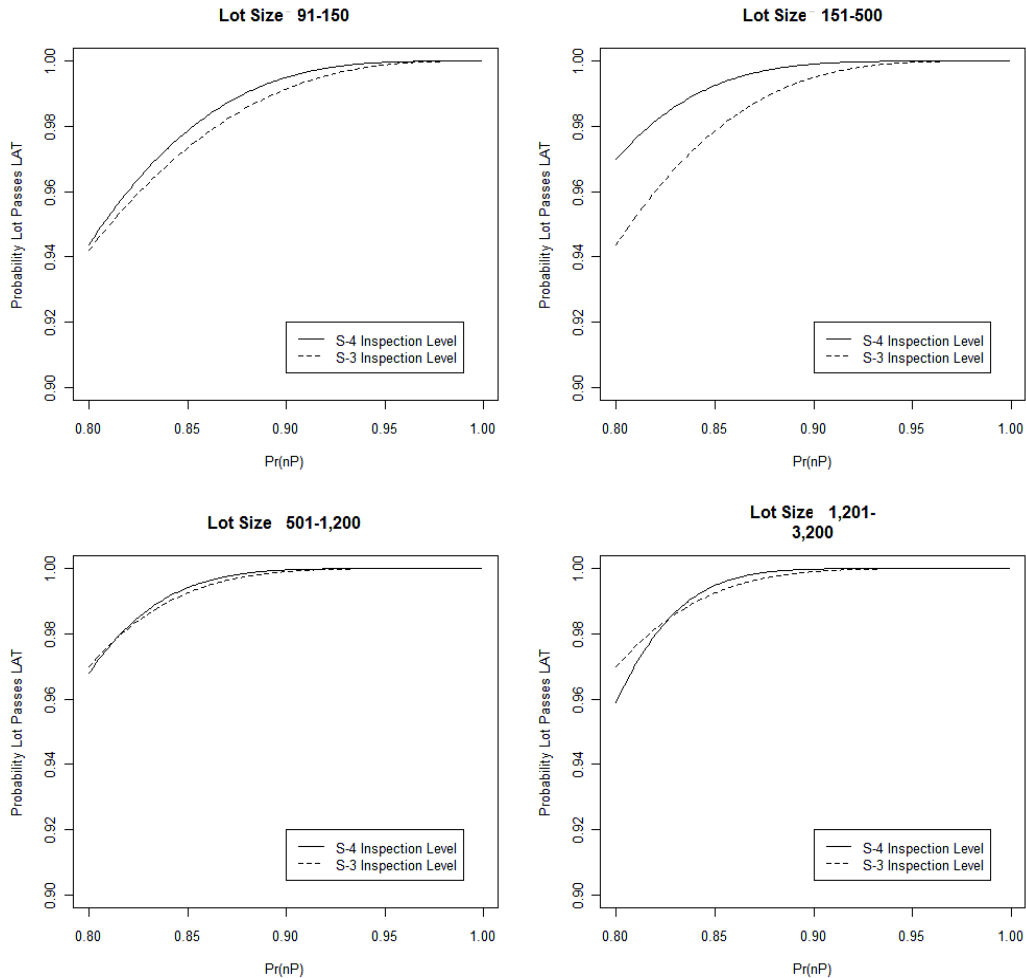 Lot Size 91-150
Probability Lot Passes LAT
1.00
0.98
0.96
0.94
0.92
0.90
S-4 Inspection Level
S-3 Inspection Level
0.80 0.85 0.90 0.95 1.00
Pr(nP)
Lot Size 151-500
Probability Lot Passes LAT
1.00
0.98
0.96
0.94
0.92
0.90
S-4 Inspection Level
S-3 Inspection Level
0.80 0.85 0.90 0.95 1.00
Pr(nP)
Lot Size 501-1,200
Probability Lot Passes LAT
1.00
0.98
0.96
0.94
0.92
0.90
S-4 Inspection Level
S-3 Inspection Level
0.80 0.85 0.90 0.95 1.00
Pr(nP)
Lot Size 1,201-
3,200
Probability Lot Passes LAT
1.00
0.98
0.96
0.94
0.92
0.90
S-4 Inspection Level
S-3 Inspection Level
0.80 0.85 0.90 0.95 1.00
Pr(nP)